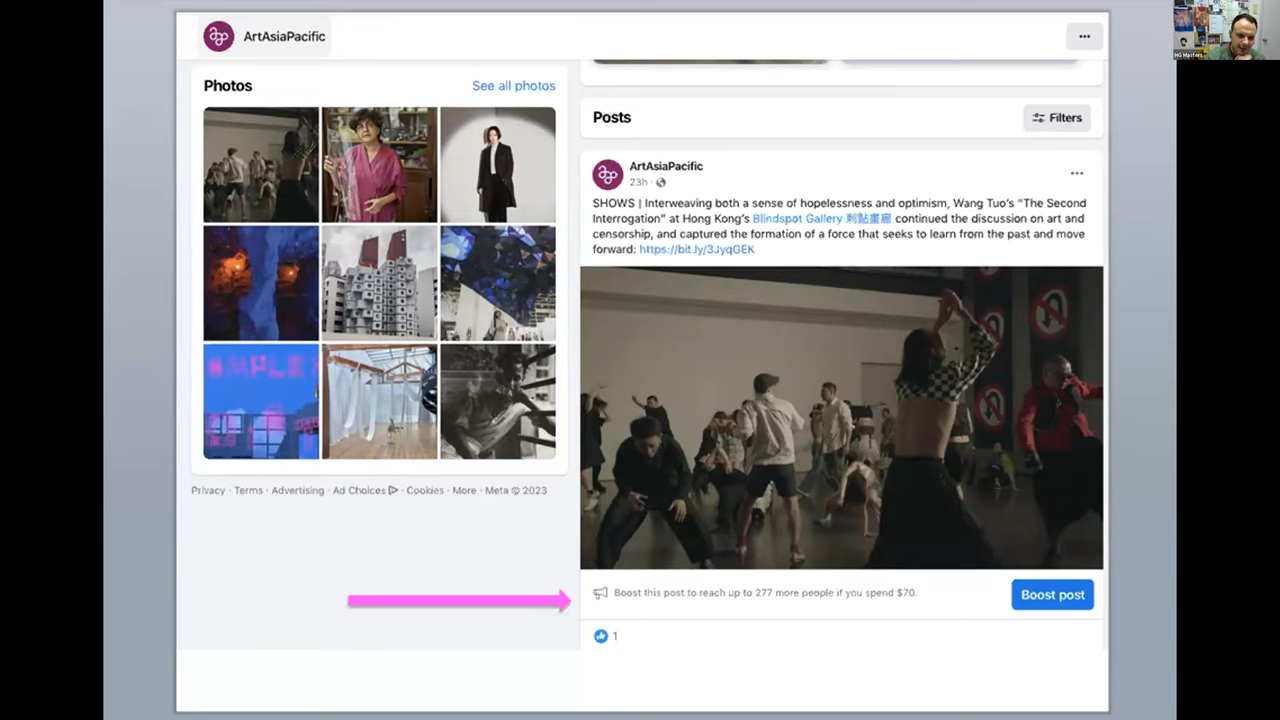 ArtAsiaPacific
Photos
See all photos
Privacy · Terms · Advertising · Ad Choices · Cookies · More · Meta © 2023
Posts
Filters
ArtAsiaPacific
23h ·
SHOWS | Interweaving both a sense of hopelessness and optimism, Wang Tuo's “The Second
Interrogation” at Hong Kong's Blindspot Gallery 刺點畫廊 continued the discussion on art and
censorship, and captured the formation of a force that seeks to learn from the past and move
forward: https://bit.ly/3JyqGEK
Boost this post to reach up to 277 more people if you spend $70.
Boost post
1
HG Masters